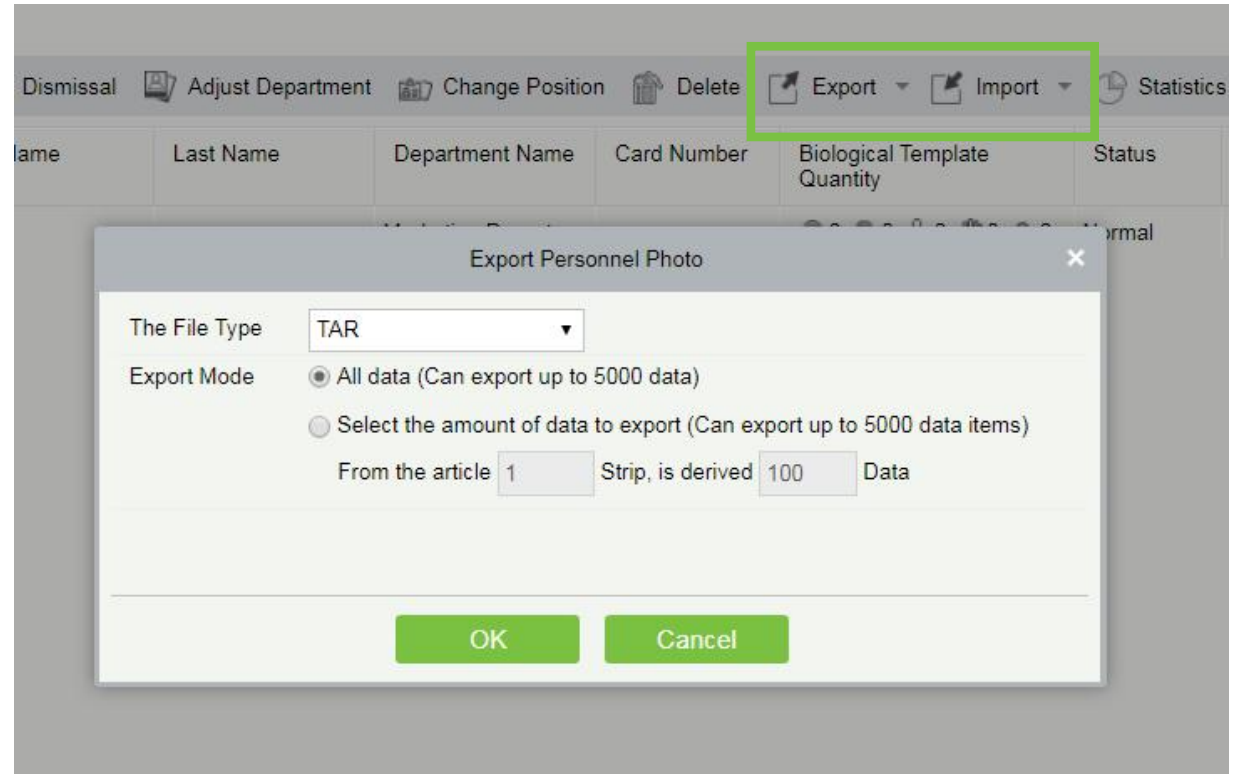 Dismissal Adjust Department Change Position Delete Export Import Statistics
Last Name Department Name Card Number Biological Template Quantity Status
Export Personnel Photo
The File Type TAR
Export Mode All data (Can export up to 5000 data)
Select the amount of data to export (Can export up to 5000 data items)
From the article 1 Strip, is derived 100 Data
OK Cancel